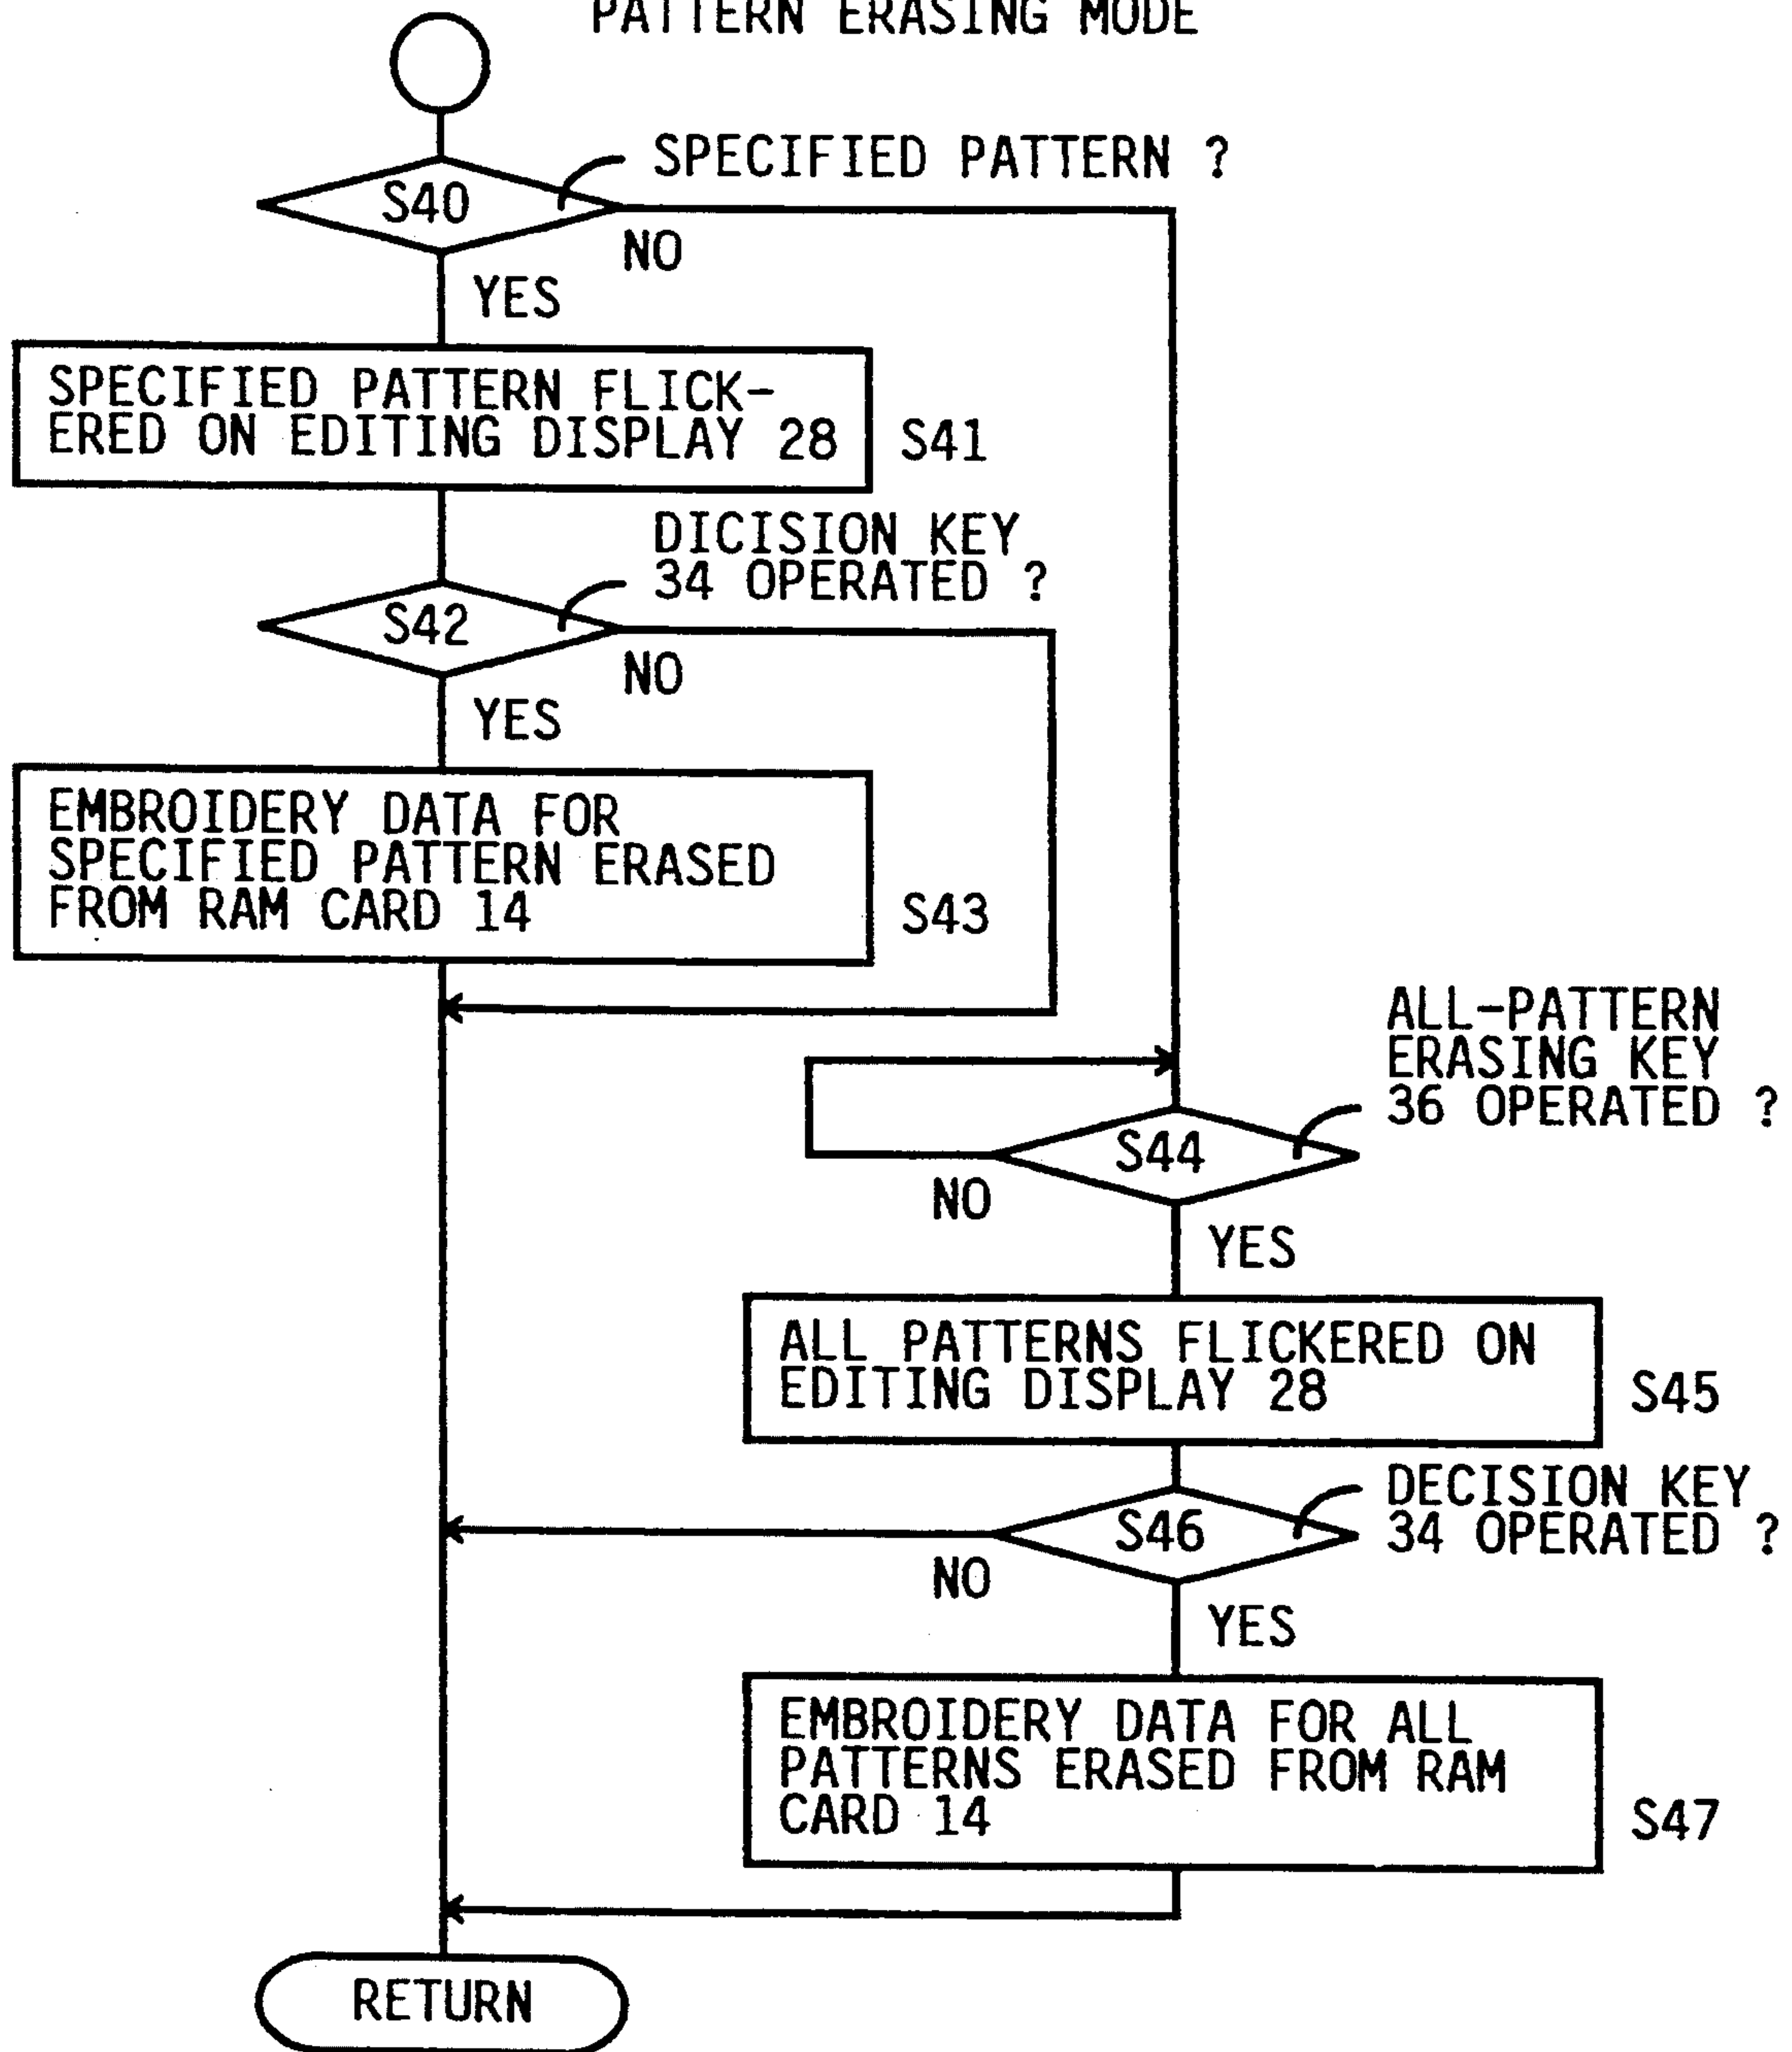 PATTERN ERASING MODE
SPECIFIED PATTERN ?
S40
NO
YES
SPECIFIED PATTERN FLICK-
ERED ON EDITING DISPLAY 28
S41
DICISION KEY
34 OPERATED ?
S42
NO
YES
EMBROIDERY DATA FOR
SPECIFIED PATTERN ERASED
FROM RAM CARD 14
S43
ALL-PATTERN
ERASING KEY
36 OPERATED ?
S44
NO
YES
ALL PATTERNS FLICKERED ON
EDITING DISPLAY 28
S45
DECISION KEY
34 OPERATED ?
S46
NO
YES
EMBROIDERY DATA FOR ALL
PATTERNS ERASED FROM RAM
CARD 14
S47
RETURN